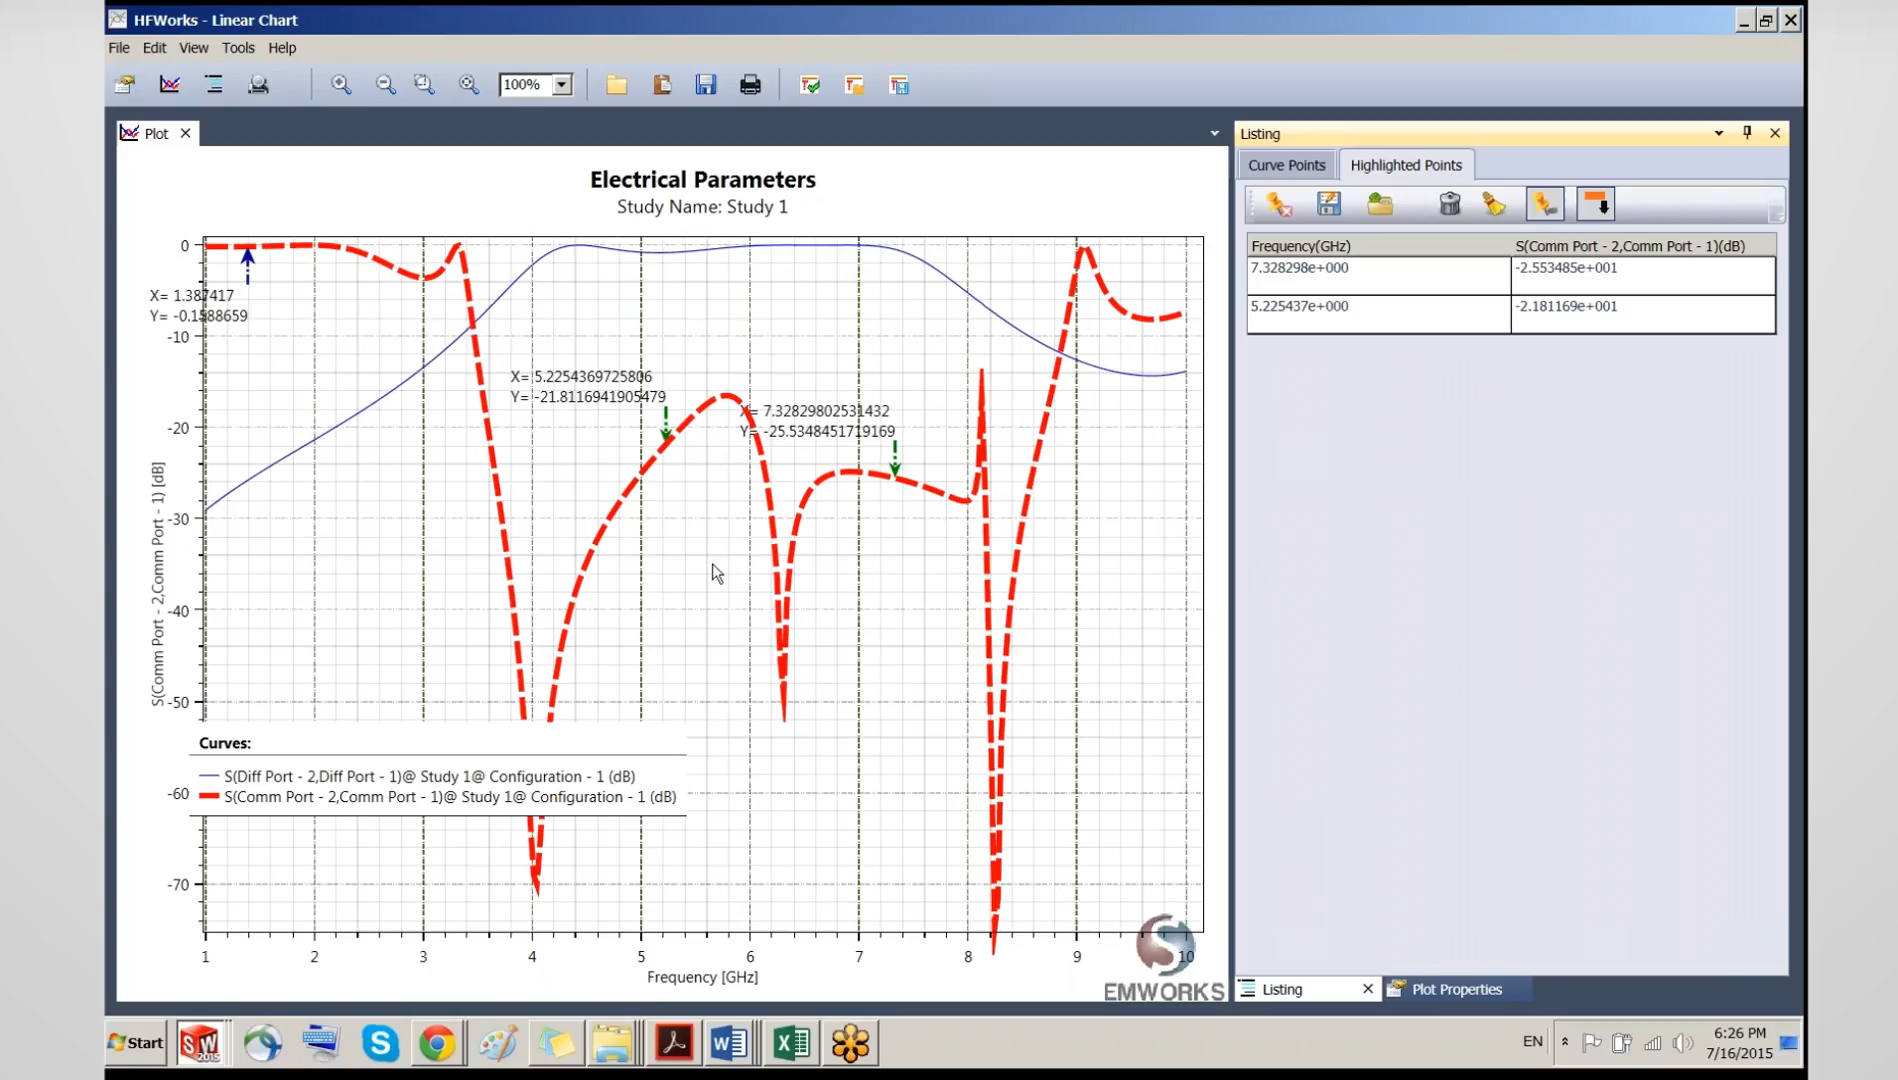 HFWorks - Linear Chart
File Edit View Tools Help
100%
Plot
Listing
Curve Points Highlighted Points
Electrical Parameters
Study Name: Study 1
Frequency(GHz) S(Comm Port - 2,Comm Port - 1)(dB)
7.328298e+000 -2.553485e+001
5.225437e+000 -2.181169e+001
0
-10
-20
-30
-40
-50
-60
-70
S(Comm Port - 2,Comm Port - 1) [dB]
X= 1.387417
Y= -0.1588659
X= 5.2254369725806
Y= -21.8116941905479
X= 7.32829802531432
Y= -25.5348451719169
Curves:
S(Diff Port - 2,Diff Port - 1)@ Study 1@ Configuration - 1 (dB)
S(Comm Port - 2,Comm Port - 1)@ Study 1@ Configuration - 1 (dB)
1 2 3 4 5 6 7 8 9 10
Frequency [GHz]
EMWORKS
Listing Plot Properties
Start
SW
2015
EN
6:26 PM
7/16/2015